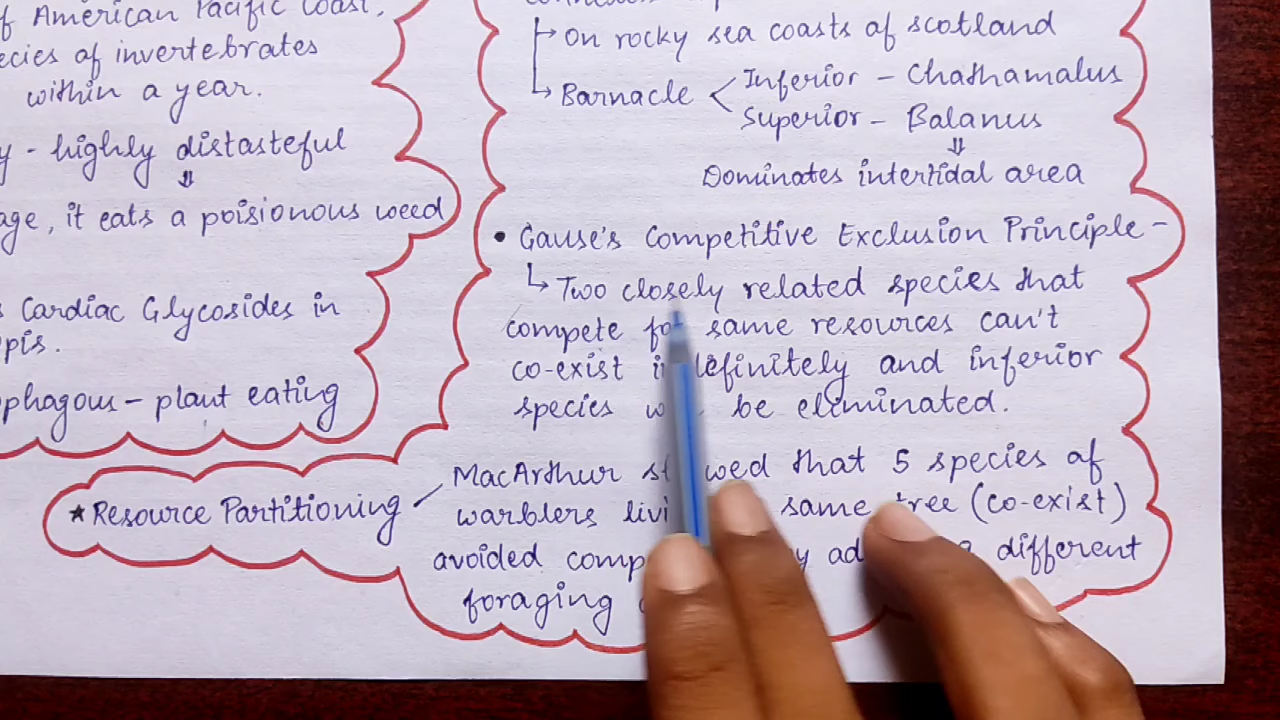 f American Pacific Coast,
ecies of invertebrates
within a year.
y - highly distasteful
⇓
age, it eats a poisionous weed
s Cardiac Glycosides in
pis.
phagous - plant eating
→ On rocky sea coasts of scotland
→ Barnacle < Inferior - Chathamalus
Superior - Balanus
⇓
Dominates intertidal area
• Gause's Competitive Exclusion Principle -
↳ Two closely related species that
compete for same resources can't
co-exist indefinitely and inferior
species be eliminated.
★ Resource Partitioning
MacArthur showed that 5 species of
warblers same tree (co-exist)
avoided different
foraging